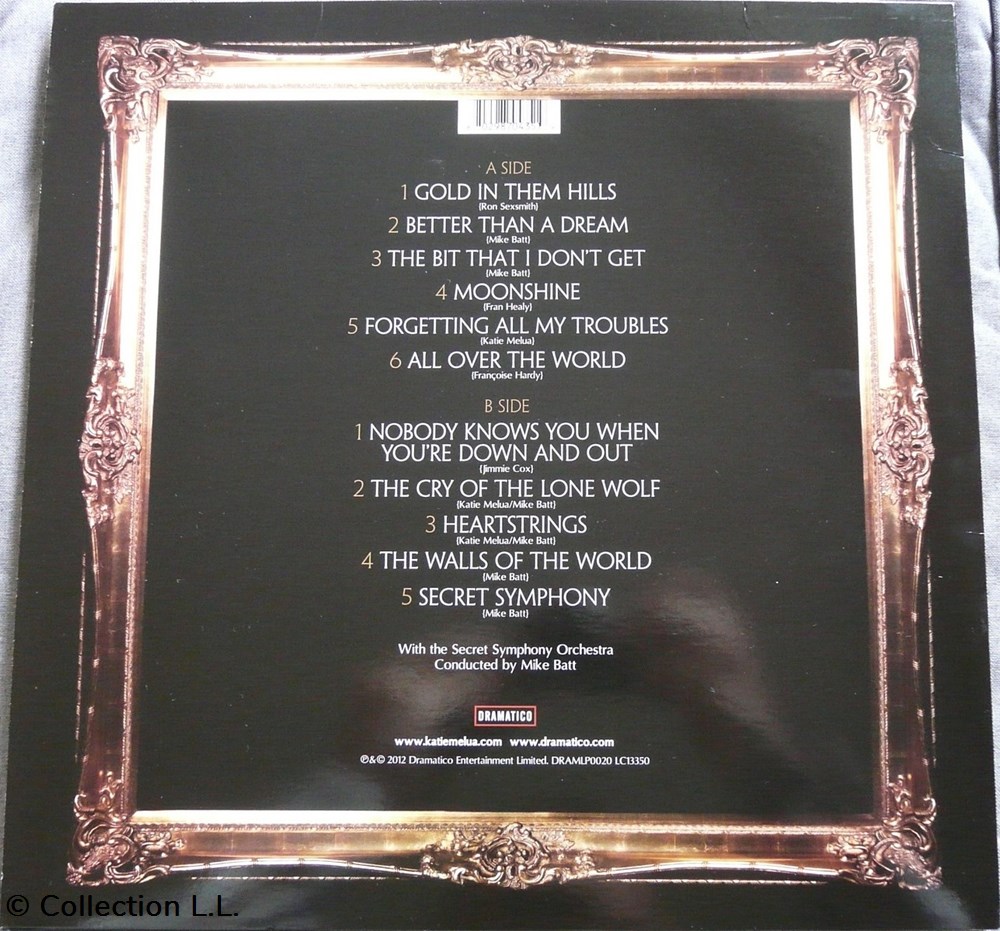 A SIDE
1 GOLD IN THEM HILLS
(Ron Sexsmith)
2 BETTER THAN A DREAM
(Mike Batt)
3 THE BIT THAT I DON'T GET
(Mike Batt)
4 MOONSHINE
(Fran Healy)
5 FORGETTING ALL MY TROUBLES
(Katie Melua)
6 ALL OVER THE WORLD
(Françoise Hardy)
B SIDE
1 NOBODY KNOWS YOU WHEN
YOU'RE DOWN AND OUT
(Jimmie Cox)
2 THE CRY OF THE LONE WOLF
(Katie Melua/Mike Batt)
3 HEARTSTRINGS
(Katie Melua/Mike Batt)
4 THE WALLS OF THE WORLD
(Mike Batt)
5 SECRET SYMPHONY
(Mike Batt)
With the Secret Symphony Orchestra
Conducted by Mike Batt
DRAMATICO
www.katiemelua.com www.dramatico.com
℗&© 2012 Dramatico Entertainment Limited. DRAMLP0020 LC13350
© Collection L.L.